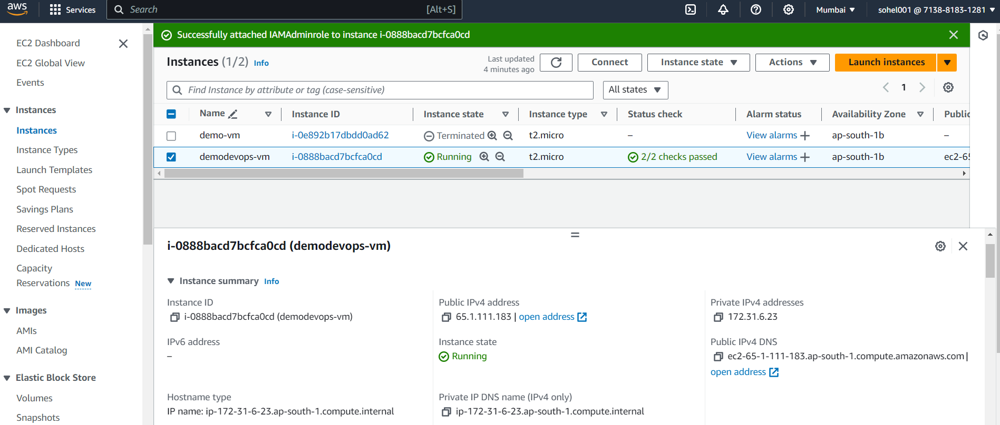 aws
Services
Search
[Alt+S]
Mumbai
sohel001 @ 7138-8183-1281
EC2 Dashboard
EC2 Global View
Events
Instances
Instances
Instance Types
Launch Templates
Spot Requests
Savings Plans
Reserved Instances
Dedicated Hosts
Capacity
Reservations New
Images
AMIs
AMI Catalog
Elastic Block Store
Volumes
Snapshots
Successfully attached IAMAdminrole to instance i-0888bacd7bcfca0cd
Instances (1/2) Info
Last updated
4 minutes ago
Connect
Instance state
Actions
Launch instances
Find Instance by attribute or tag (case-sensitive)
All states
1
Name Instance ID Instance state Instance type Status check Alarm status Availability Zone Public
demo-vm i-0e892b17dbdd0ad62 Terminated t2.micro – View alarms + ap-south-1b –
demodevops-vm i-0888bacd7bcfca0cd Running t2.micro 2/2 checks passed View alarms + ap-south-1b ec2-65
i-0888bacd7bcfca0cd (demodevops-vm)
Instance summary Info
Instance ID
i-0888bacd7bcfca0cd (demodevops-vm)
Public IPv4 address
65.1.111.183 | open address
Private IPv4 addresses
172.31.6.23
IPv6 address
–
Instance state
Running
Public IPv4 DNS
ec2-65-1-111-183.ap-south-1.compute.amazonaws.com |
open address
Hostname type
IP name: ip-172-31-6-23.ap-south-1.compute.internal
Private IP DNS name (IPv4 only)
ip-172-31-6-23.ap-south-1.compute.internal